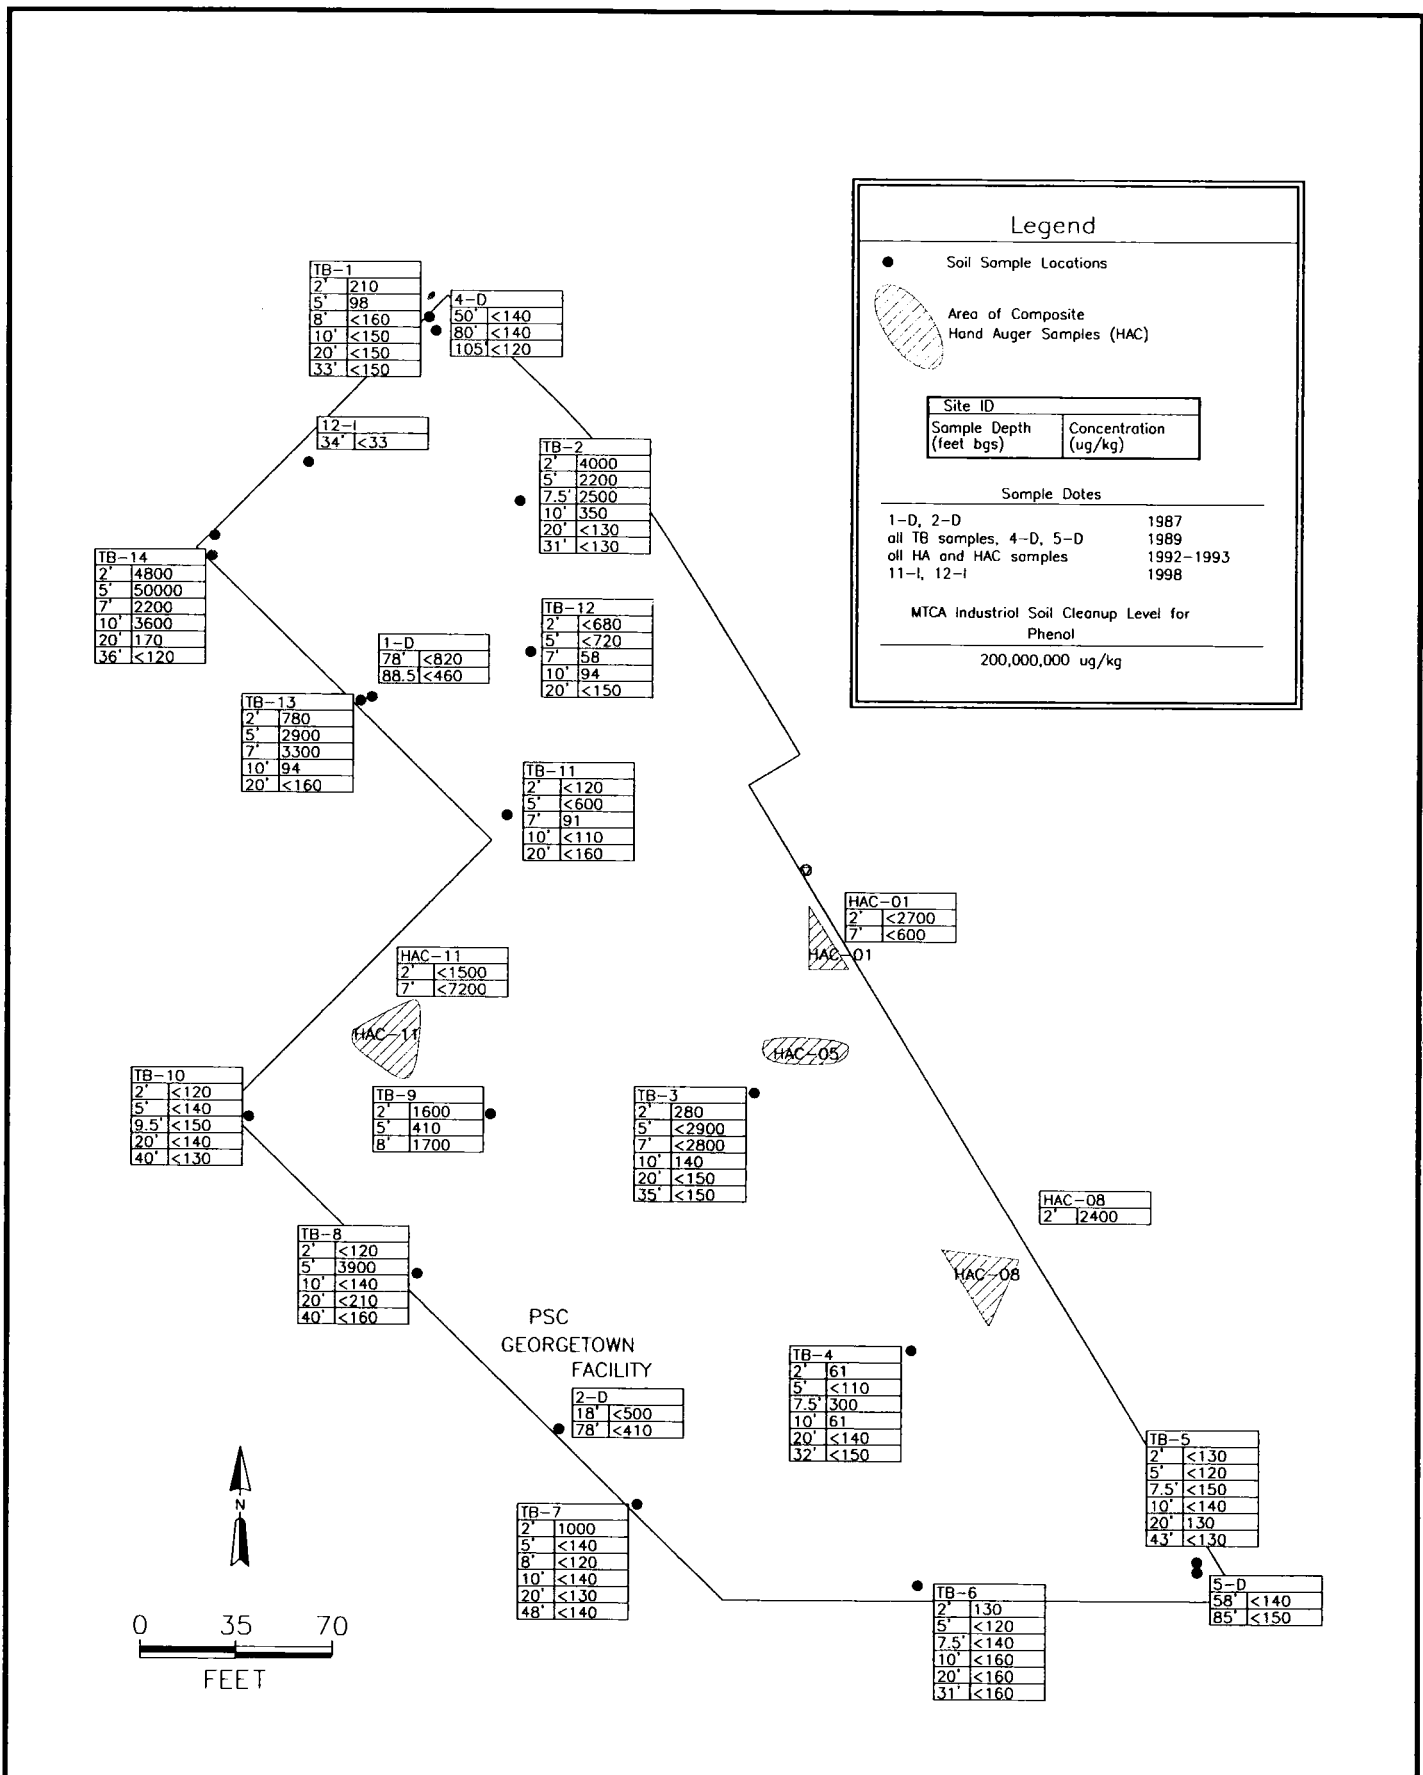 Legend
Soil Sample Locations
Area of Composite
Hand Auger Samples (HAC)
Site ID
Sample Depth
(feet bgs)
Concentration
(ug/kg)
Sample Dates
1-D, 2-D 1987
all TB samples, 4-D, 5-D 1989
all HA and HAC samples 1992-1993
11-I, 12-I 1998
MTCA Industrial Soil Cleanup Level for
Phenol
200,000,000 ug/kg
TB-1
2' 210
5' 98
8' <160
10' <150
20' <150
33' <150
4-D
50' <140
80' <140
105' <120
12-I
34' <33
TB-2
2' 4000
5' 2200
7.5' 2500
10' 350
20' <130
31' <130
TB-14
2' 4800
5' 50000
7' 2200
10' 3600
20' 170
36' <120
TB-12
2' <680
5' <720
7' 58
10' 94
20' <150
1-D
78' <820
88.5' <460
TB-13
2' 780
5' 2900
7' 3300
10' 94
20' <160
TB-11
2' <120
5' <600
7' 91
10' <110
20' <160
HAC-01
2' <2700
7' <600
HAC-01
HAC-11
2' <1500
7' <7200
HAC-11
HAC-05
TB-10
2' <120
5' <140
9.5' <150
20' <140
40' <130
TB-9
2' 1600
5' 410
8' 1700
TB-3
2' 280
5' <2900
7' <2800
10' 140
20' <150
35' <150
HAC-08
2' 2400
HAC-08
TB-8
2' <120
5' 3900
10' <140
20' <210
40' <160
PSC
GEORGETOWN
FACILITY
2-D
18' <500
78' <410
TB-4
2' 61
5' <110
7.5' 300
10' 61
20' <140
32' <150
TB-5
2' <130
5' <120
7.5' <150
10' <140
20' 130
43' <130
TB-7
2' 1000
5' <140
8' <120
10' <140
20' <130
48' <140
5-D
58' <140
85' <150
TB-6
2' 130
5' <120
7.5' <140
10' <160
20' <160
31' <160
N
0 35 70
FEET